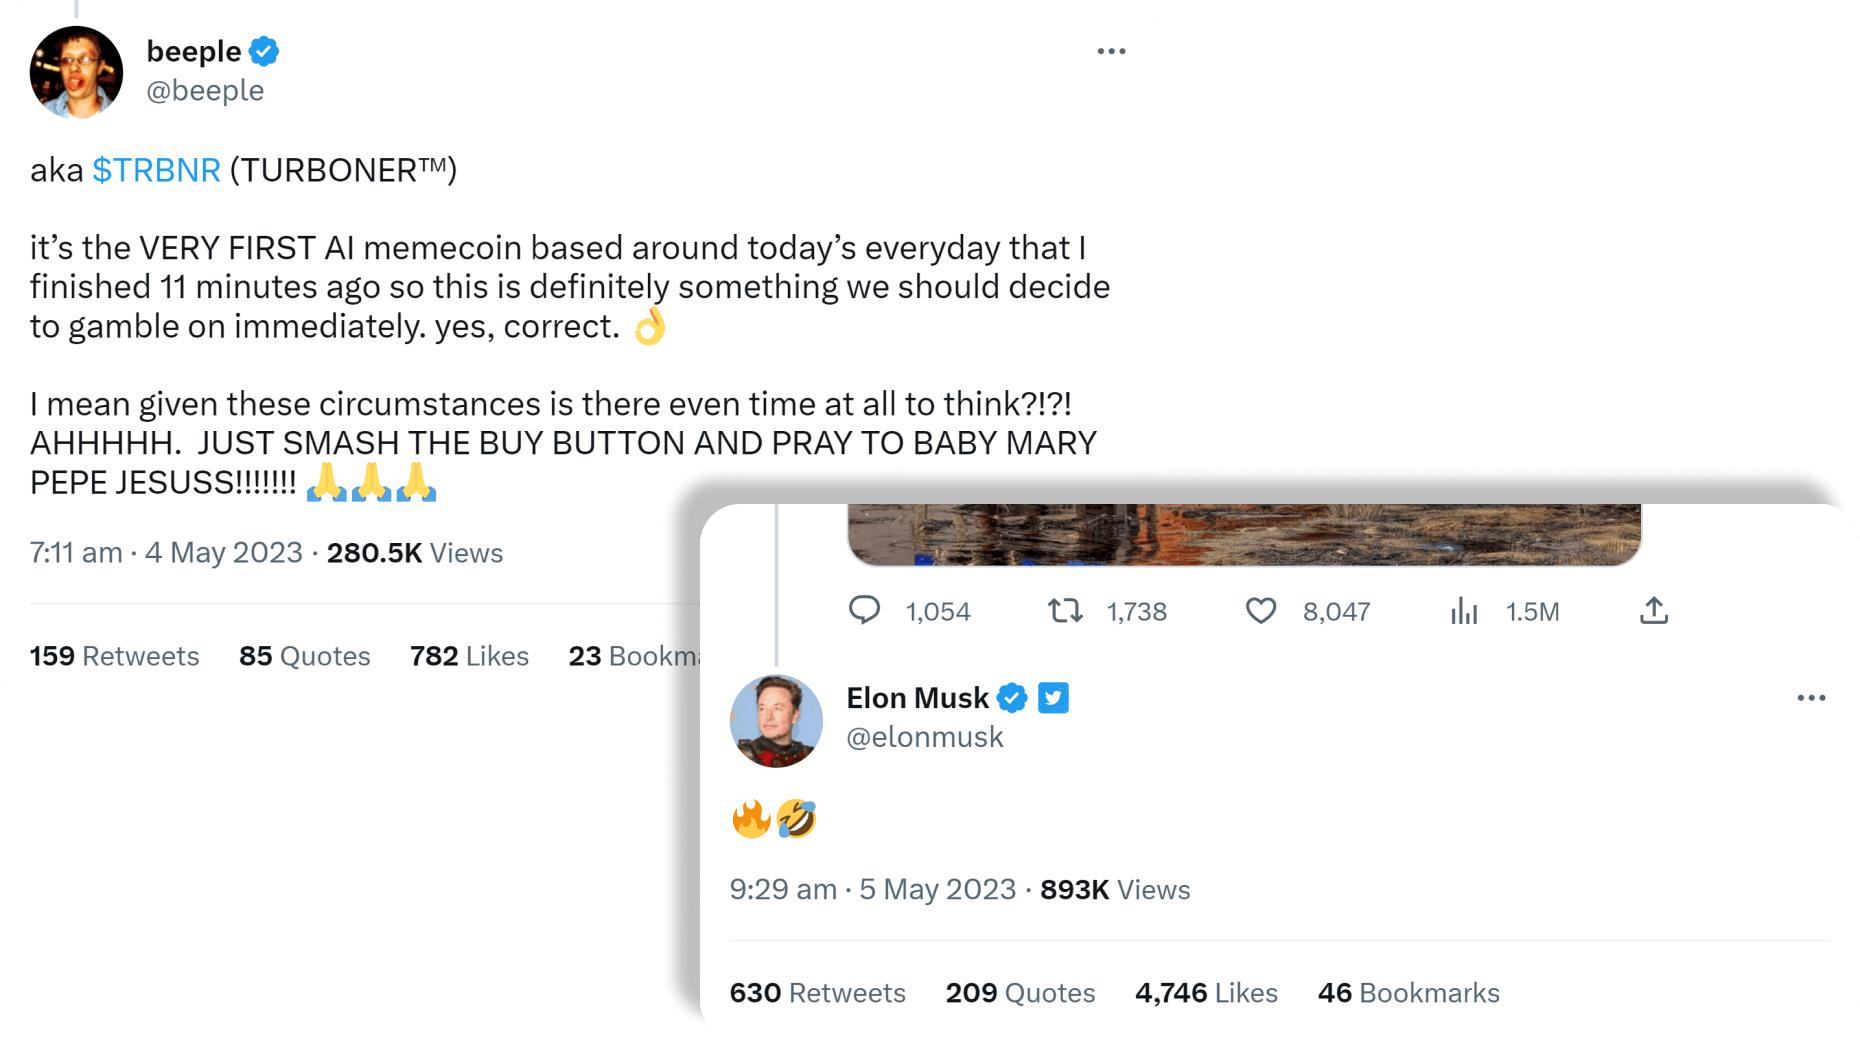 beeple
@beeple
aka $TRBNR (TURBONER™)
it’s the VERY FIRST AI memecoin based around today’s everyday that I
finished 11 minutes ago so this is definitely something we should decide
to gamble on immediately. yes, correct. 👌
I mean given these circumstances is there even time at all to think?!?!
AHHHHH.  JUST SMASH THE BUY BUTTON AND PRAY TO BABY MARY
PEPE JESUSS!!!!!!! 🙏🙏🙏
7:11 am · 4 May 2023 · 280.5K Views
159 Retweets 85 Quotes 782 Likes 23
1,054 1,738 8,047 1.5M
Elon Musk
@elonmusk
🔥🤣
9:29 am · 5 May 2023 · 893K Views
630 Retweets 209 Quotes 4,746 Likes 46 Bookmarks